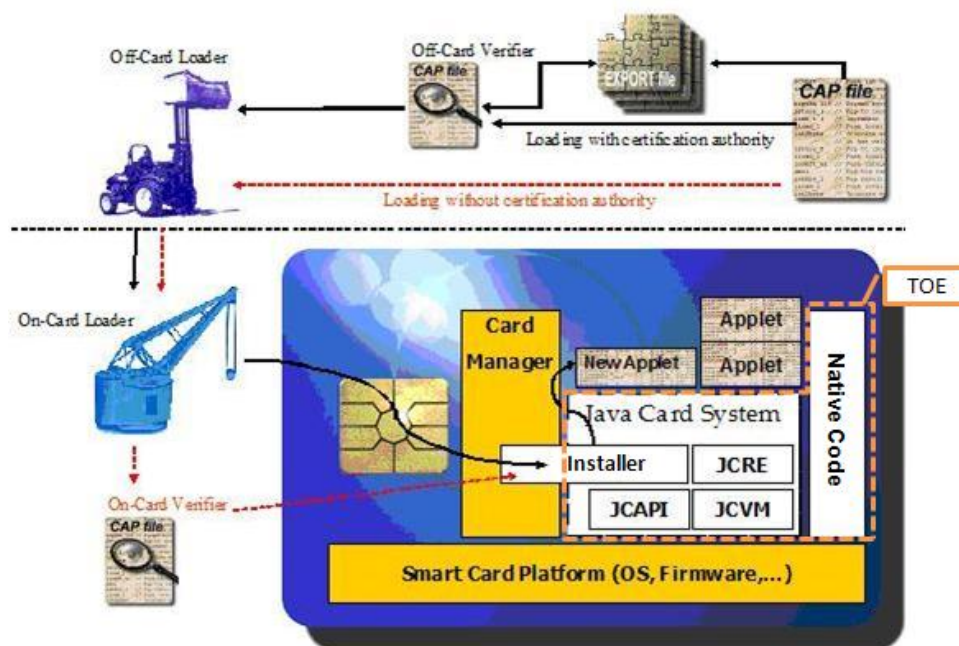 Off-Card Verifier
Off-Card Loader
CAP file
EXPORT file
CAP file
Loading with certification authority
Loading without certification authority
TOE
On-Card Loader
Card
Manager
Applet
New Applet
Applet
Native Code
Java Card System
Installer
JCRE
On-Card Verifier
JCAPI
JCVM
CAP file
Smart Card Platform (OS, Firmware,...)